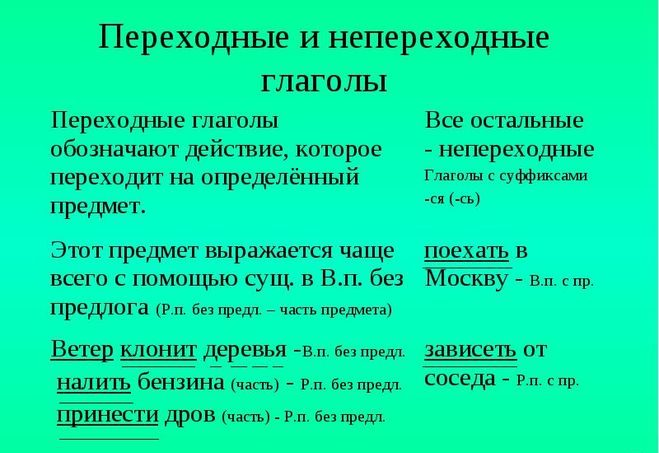 Переходные и непереходные
глаголы
Переходные глаголы
обозначают действие, которое
переходит на определённый
предмет.
Все остальные
- непереходные
Глаголы с суффиксами
-ся (-сь)
Этот предмет выражается чаще
всего с помощью сущ. в В.п. без
предлога (Р.п. без предл. – часть предмета)
поехать в
Москву - В.п. с пр.
Ветер клонит деревья -В.п. без предл.
налить бензина (часть) - Р.п. без предл.
принести дров (часть) - Р.п. без предл.
зависеть от
соседа - Р.п. с пр.